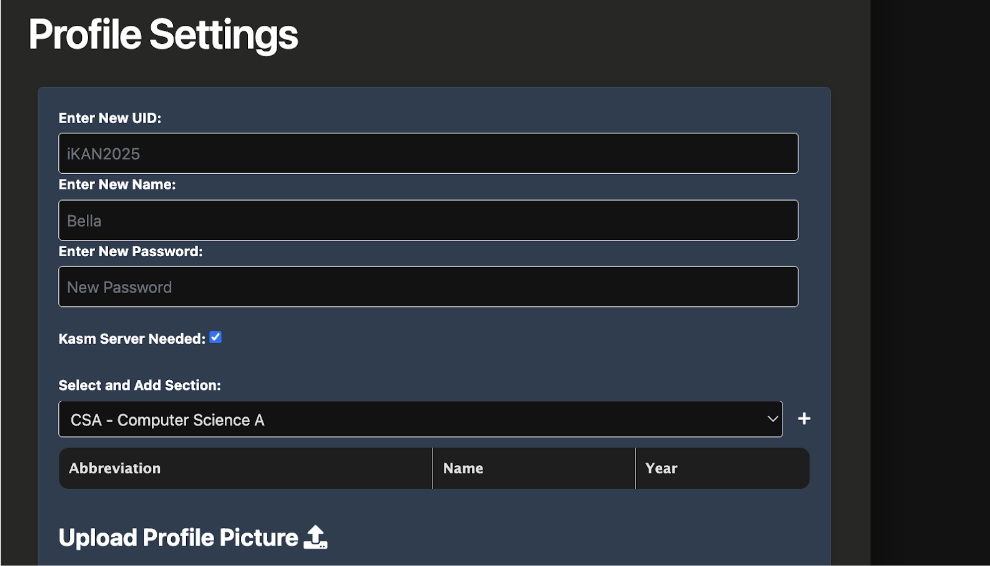 Profile Settings
Enter New UID:
iKAN2025
Enter New Name:
Bella
Enter New Password:
New Password
Kasm Server Needed:
Select and Add Section:
CSA - Computer Science A
Abbreviation Name Year
Upload Profile Picture